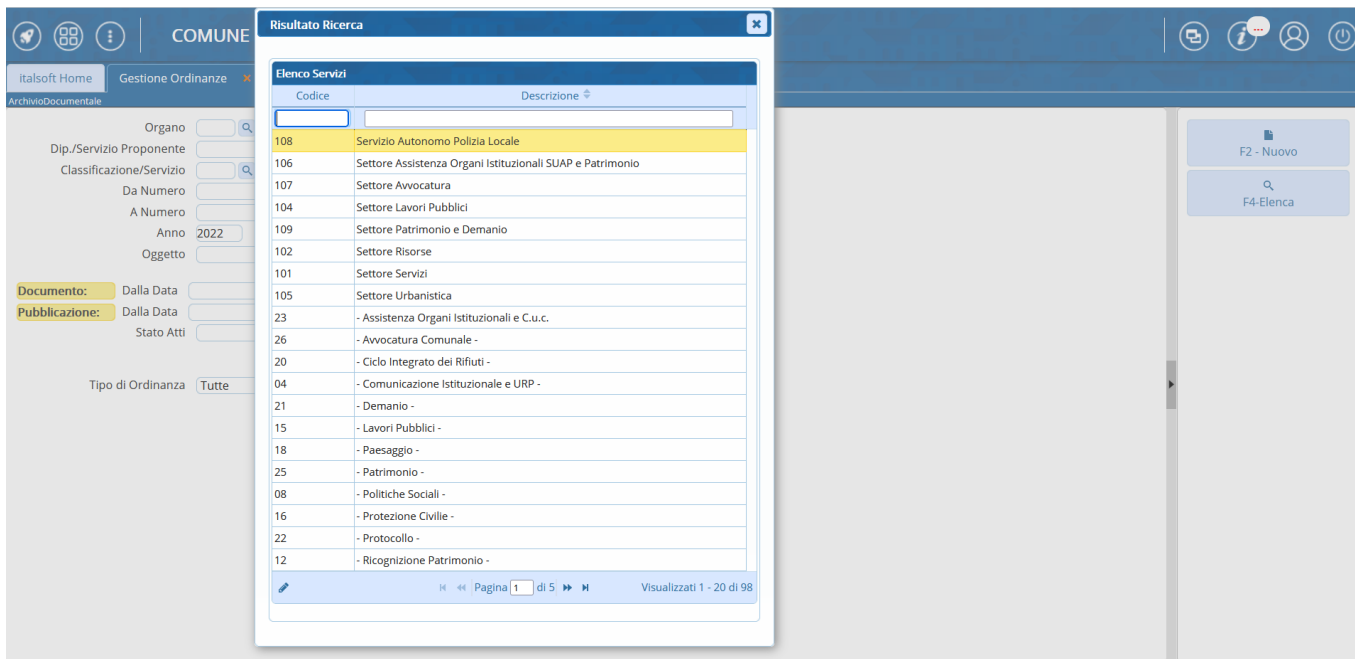 COMUNE
italsoft Home
Gestione Ordinanze ×
ArchivioDocumentale
Organo
Dip./Servizio Proponente
Classificazione/Servizio
Da Numero
A Numero
Anno 2022
Oggetto
Documento: Dalla Data
Pubblicazione: Dalla Data
Stato Atti
Tipo di Ordinanza Tutte
Risultato Ricerca
Elenco Servizi
Codice Descrizione
108 Servizio Autonomo Polizia Locale
106 Settore Assistenza Organi Istituzionali SUAP e Patrimonio
107 Settore Avvocatura
104 Settore Lavori Pubblici
109 Settore Patrimonio e Demanio
102 Settore Risorse
101 Settore Servizi
105 Settore Urbanistica
23 - Assistenza Organi Istituzionali e C.u.c.
26 - Avvocatura Comunale -
20 - Ciclo Integrato dei Rifiuti -
04 - Comunicazione Istituzionale e URP -
21 - Demanio -
15 - Lavori Pubblici -
18 - Paesaggio -
25 - Patrimonio -
08 - Politiche Sociali -
16 - Protezione Civilie -
22 - Protocollo -
12 - Ricognizione Patrimonio -
Pagina 1 di 5 Visualizzati 1 - 20 di 98
F2 - Nuovo
F4-Elenca